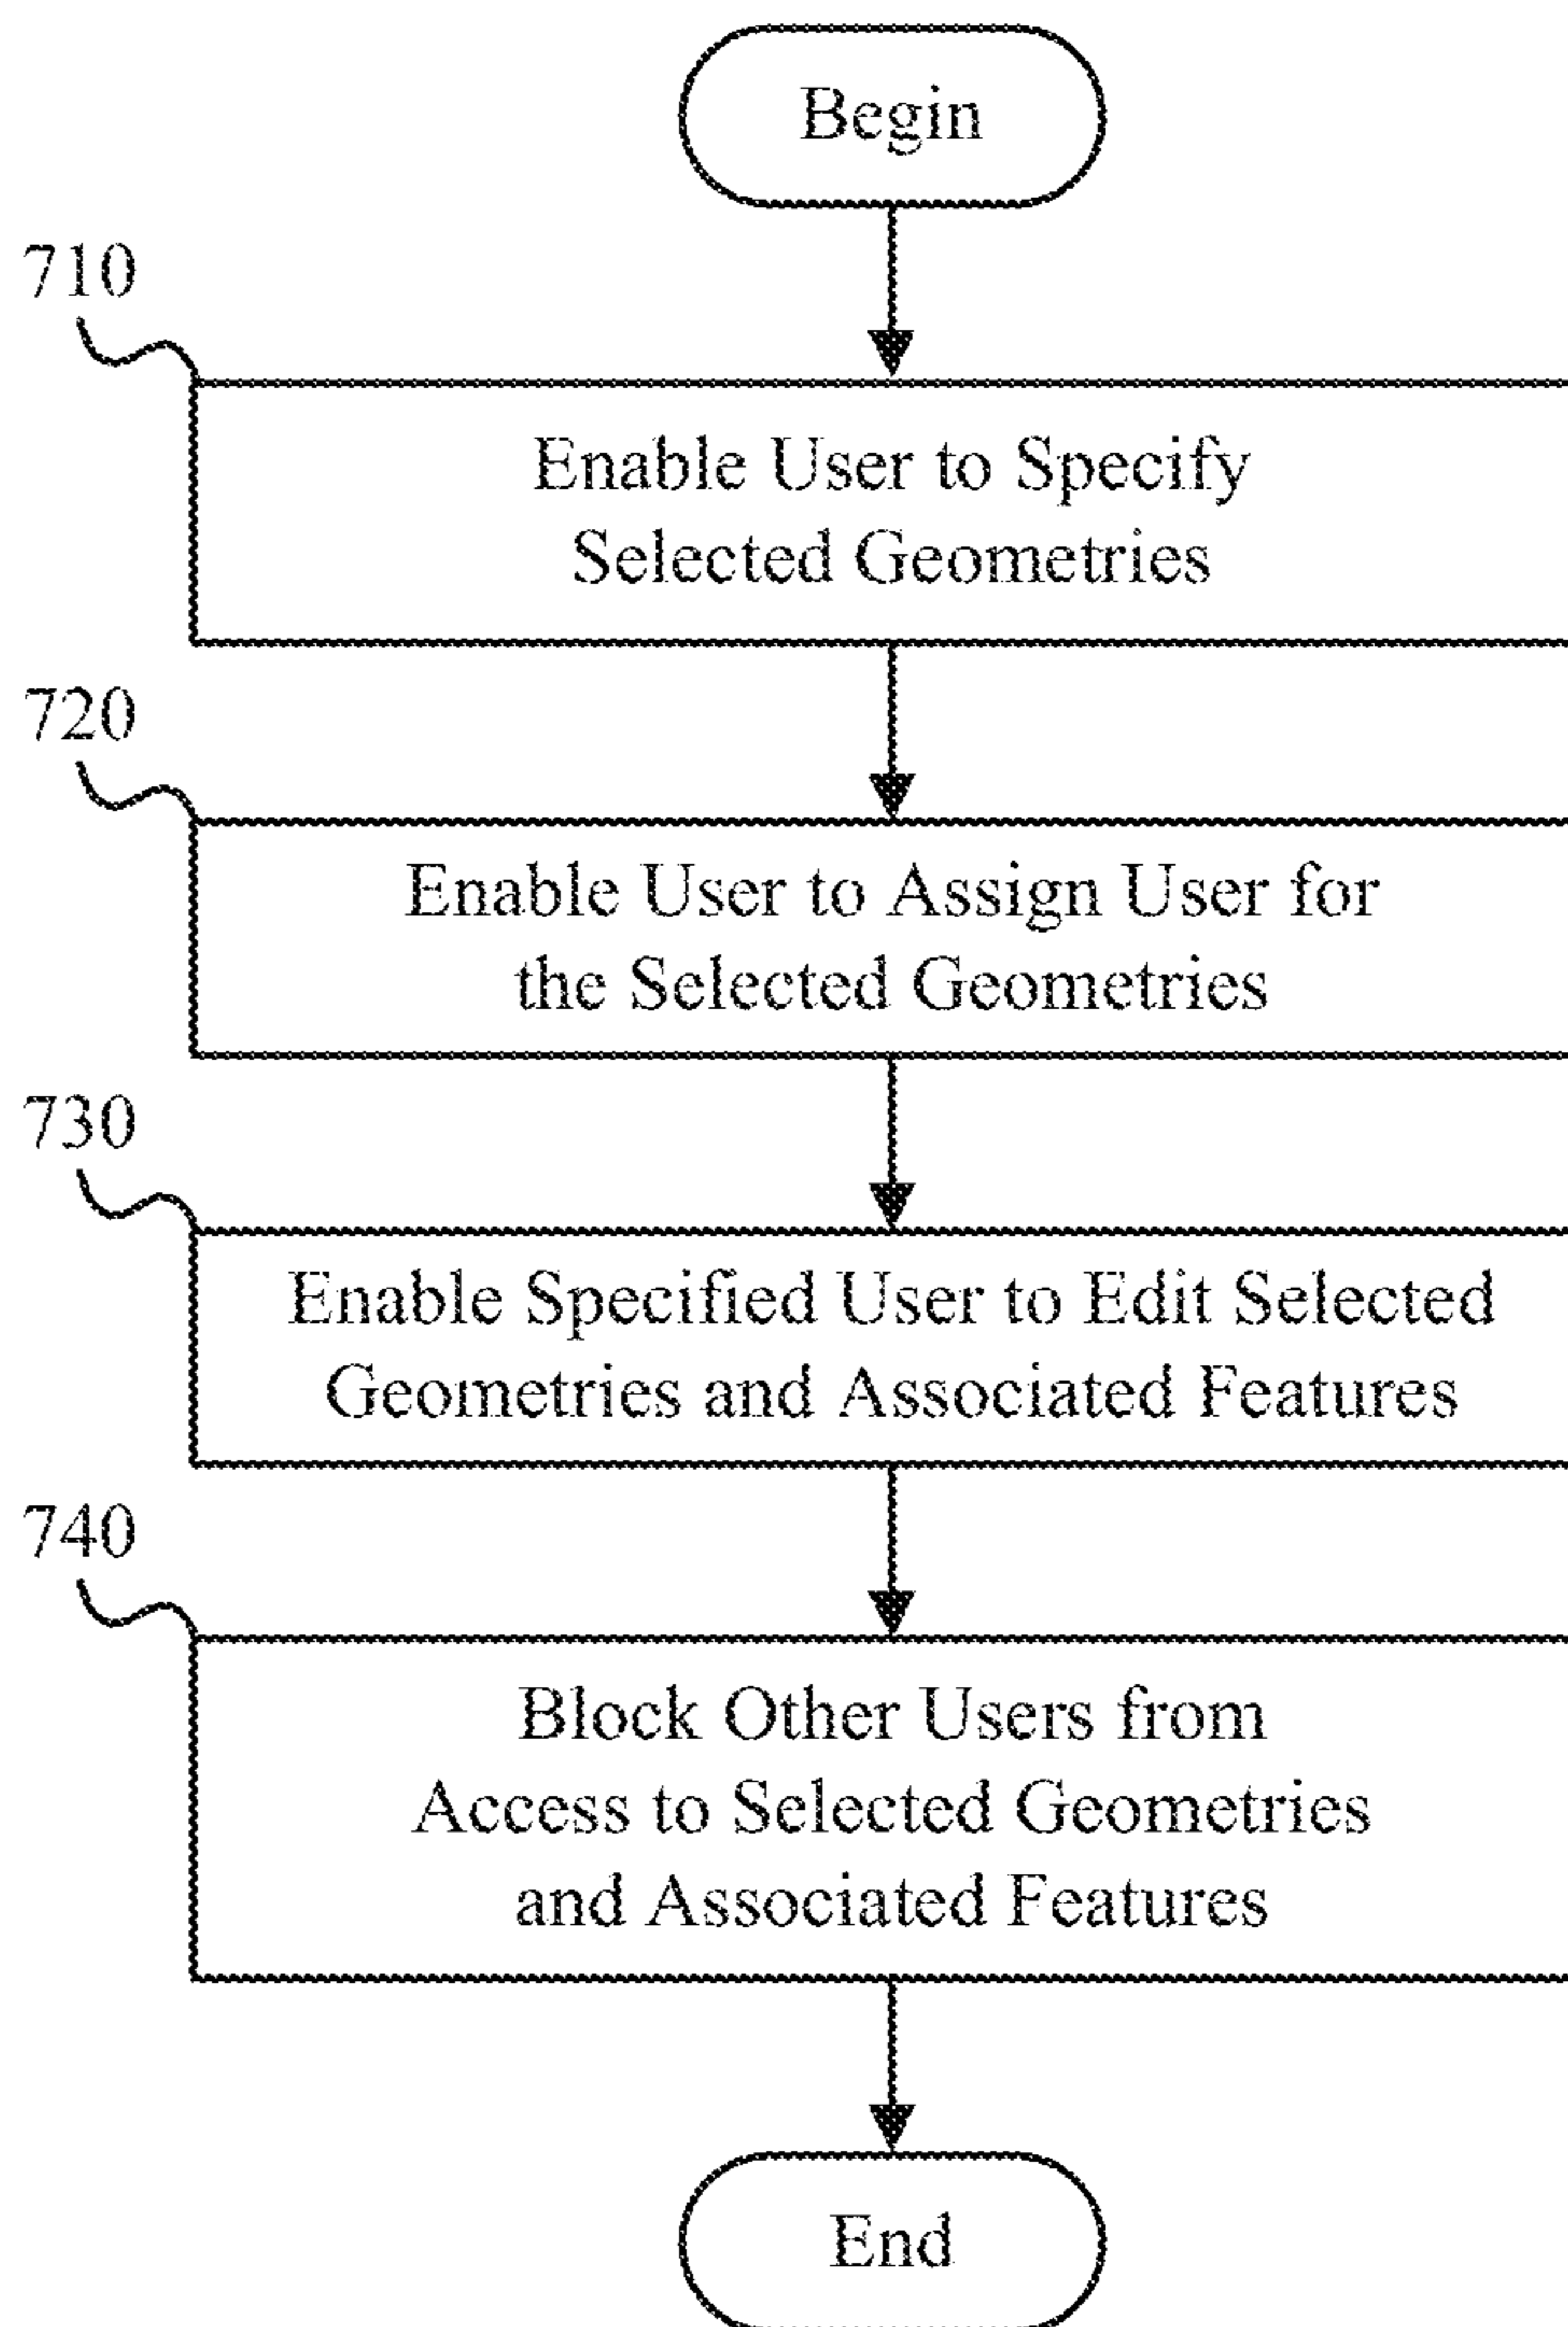 Begin
710
Enable User to Specify
Selected Geometries
720
Enable User to Assign User for
the Selected Geometries
730
Enable Specified User to Edit Selected
Geometries and Associated Features
740
Block Other Users from
Access to Selected Geometries
and Associated Features
End